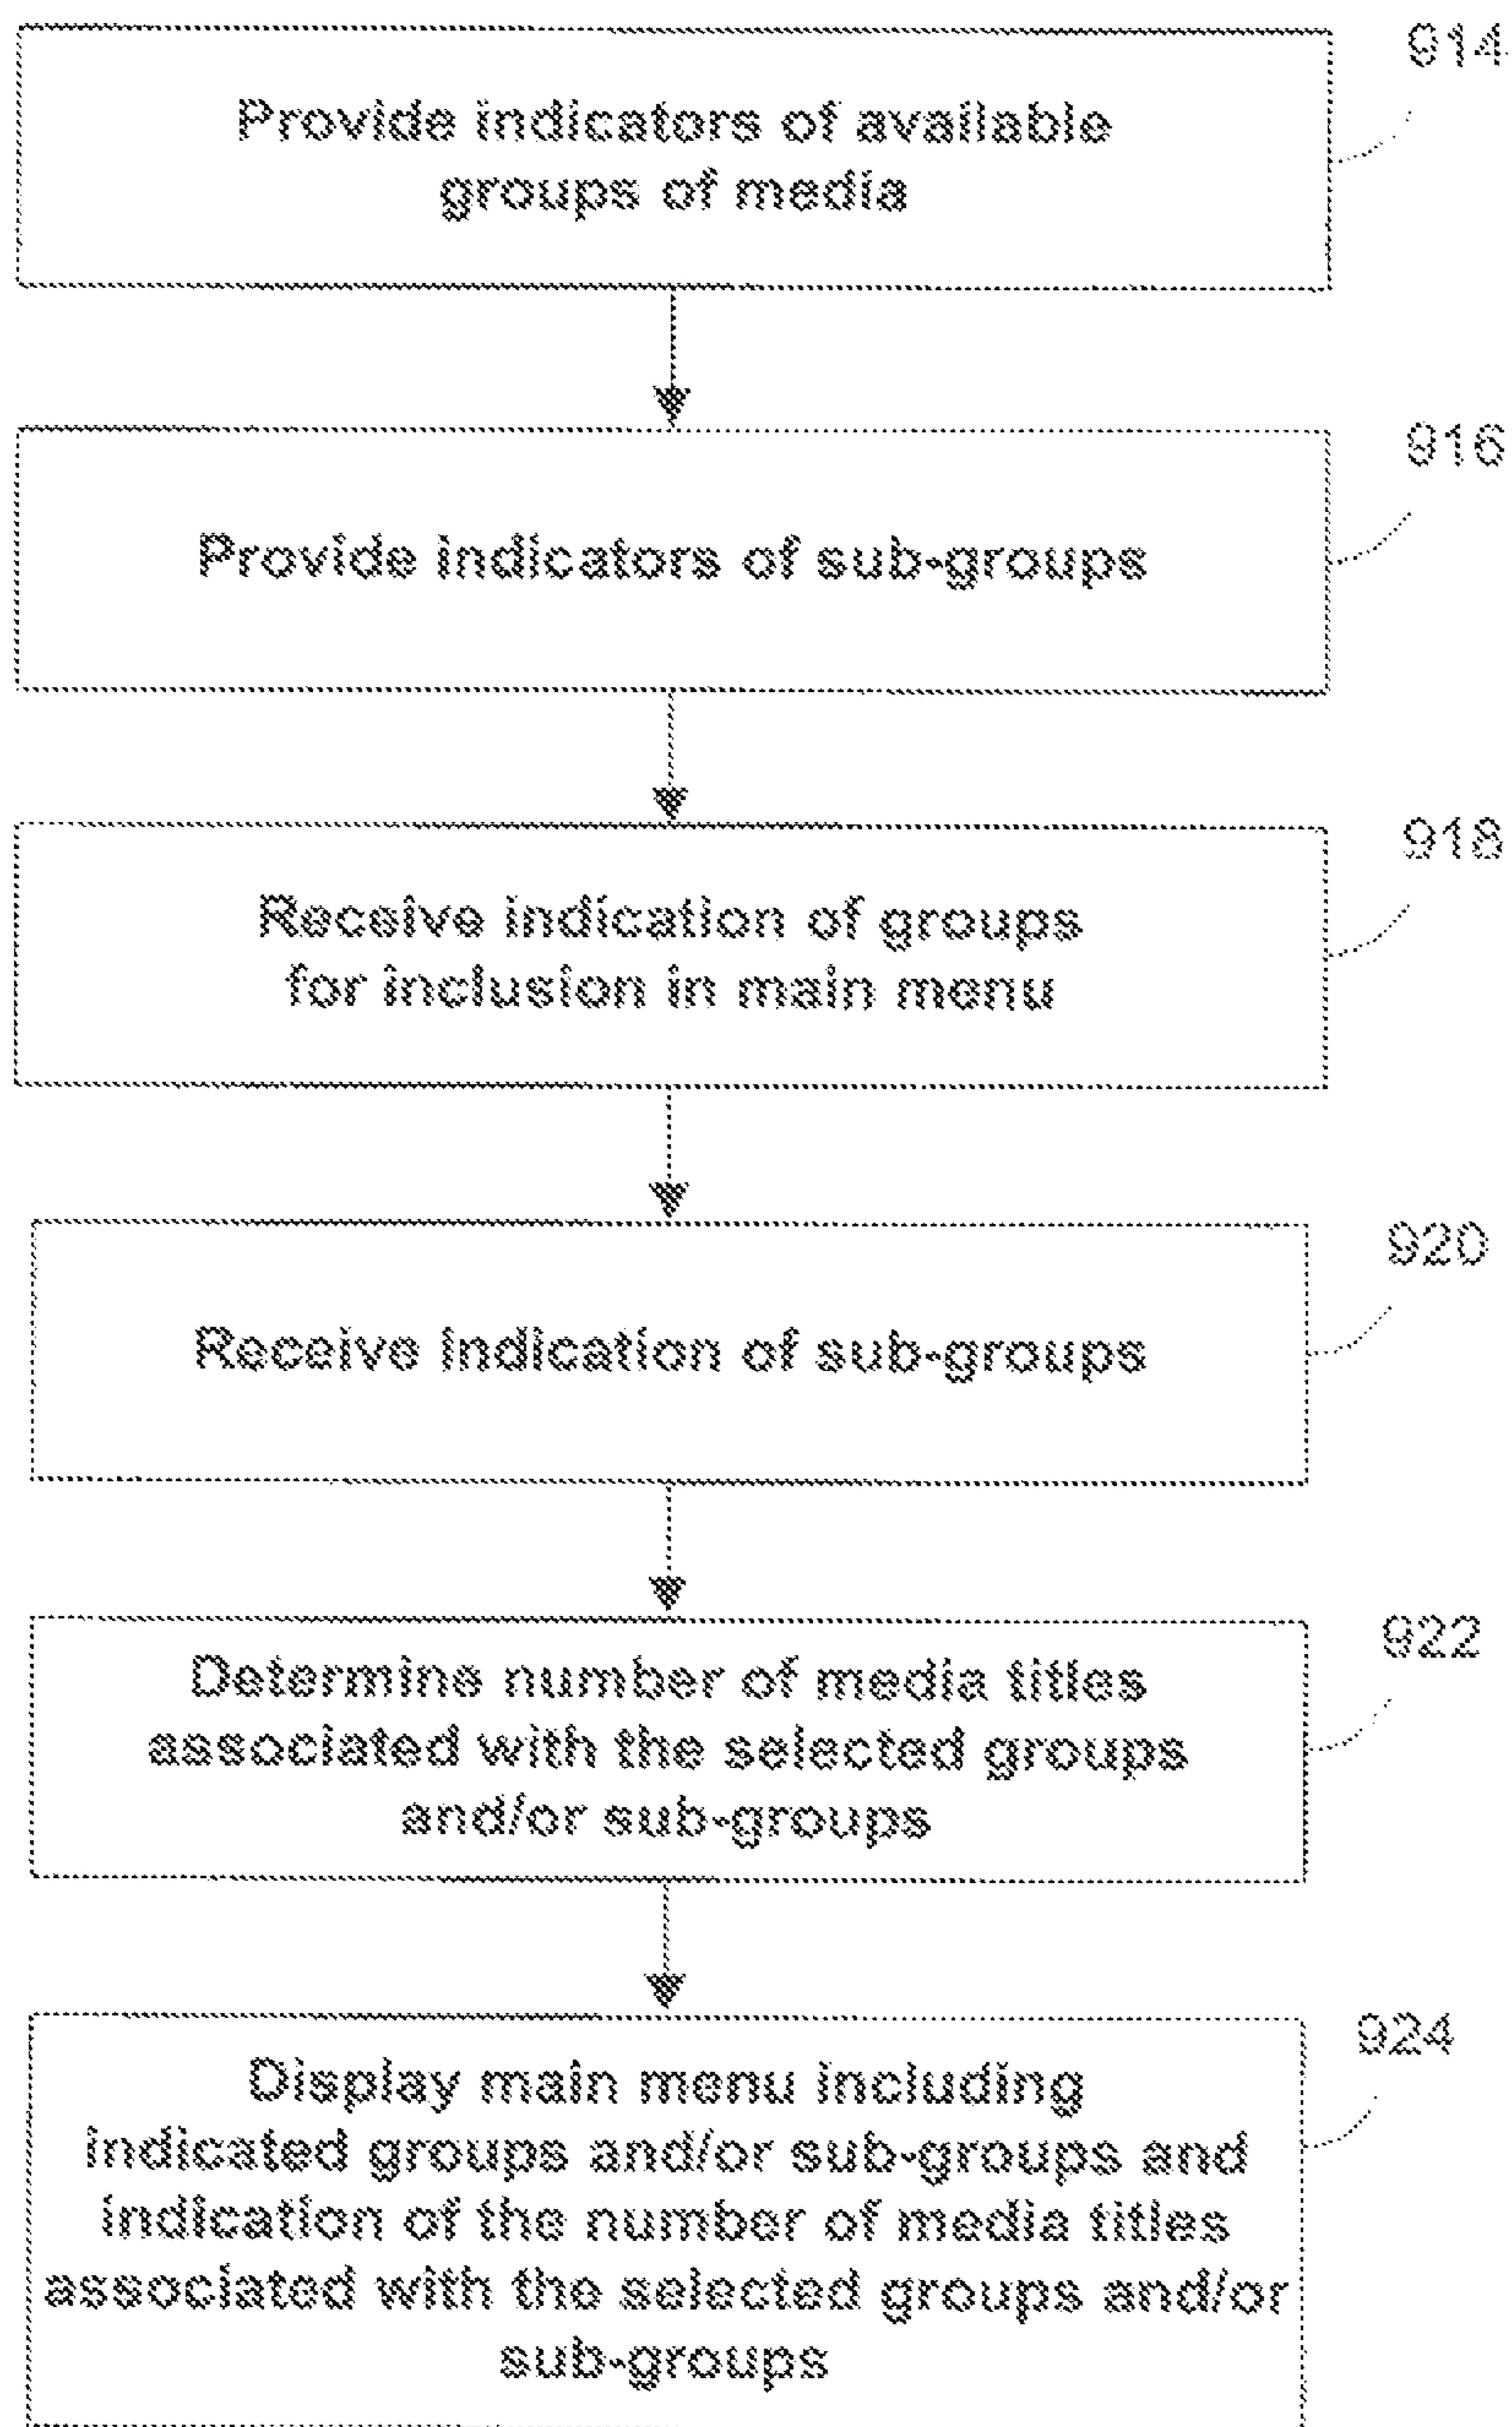 914
Provide indicators of available
groups of media
916
Provide indicators of sub-groups
918
Receive indication of groups
for inclusion in main menu
920
Receive indication of sub-groups
922
Determine number of media titles
associated with the selected groups
and/or sub-groups
924
Display main menu including
indicated groups and/or sub-groups and
indication of the number of media titles
associated with the selected groups and/or
sub-groups